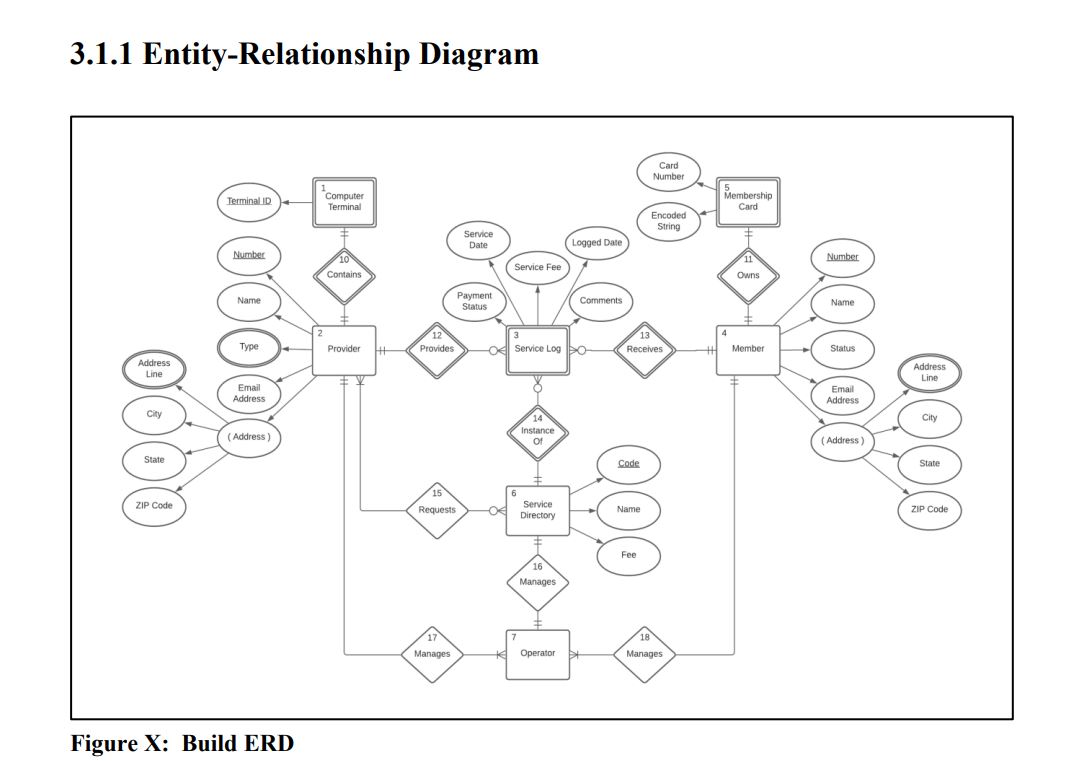 3.1.1 Entity-Relationship Diagram
Card
Number
1
Computer
Terminal
5
Membership
Card
Terminal ID
Encoded
String
Service
Date
Logged Date
Number
10
Contains
Service Fee
11
Owns
Number
Name
Payment
Status
Comments
Name
2
Provider
12
Provides
3
Service Log
13
Receives
4
Member
Type
Status
Address
Line
Email
Address
Email
Address
Address
Line
City
( Address )
14
Instance
Of
( Address )
City
State
Code
State
ZIP Code
15
Requests
6
Service
Directory
Name
ZIP Code
Fee
16
Manages
17
Manages
7
Operator
18
Manages
Figure X: Build ERD